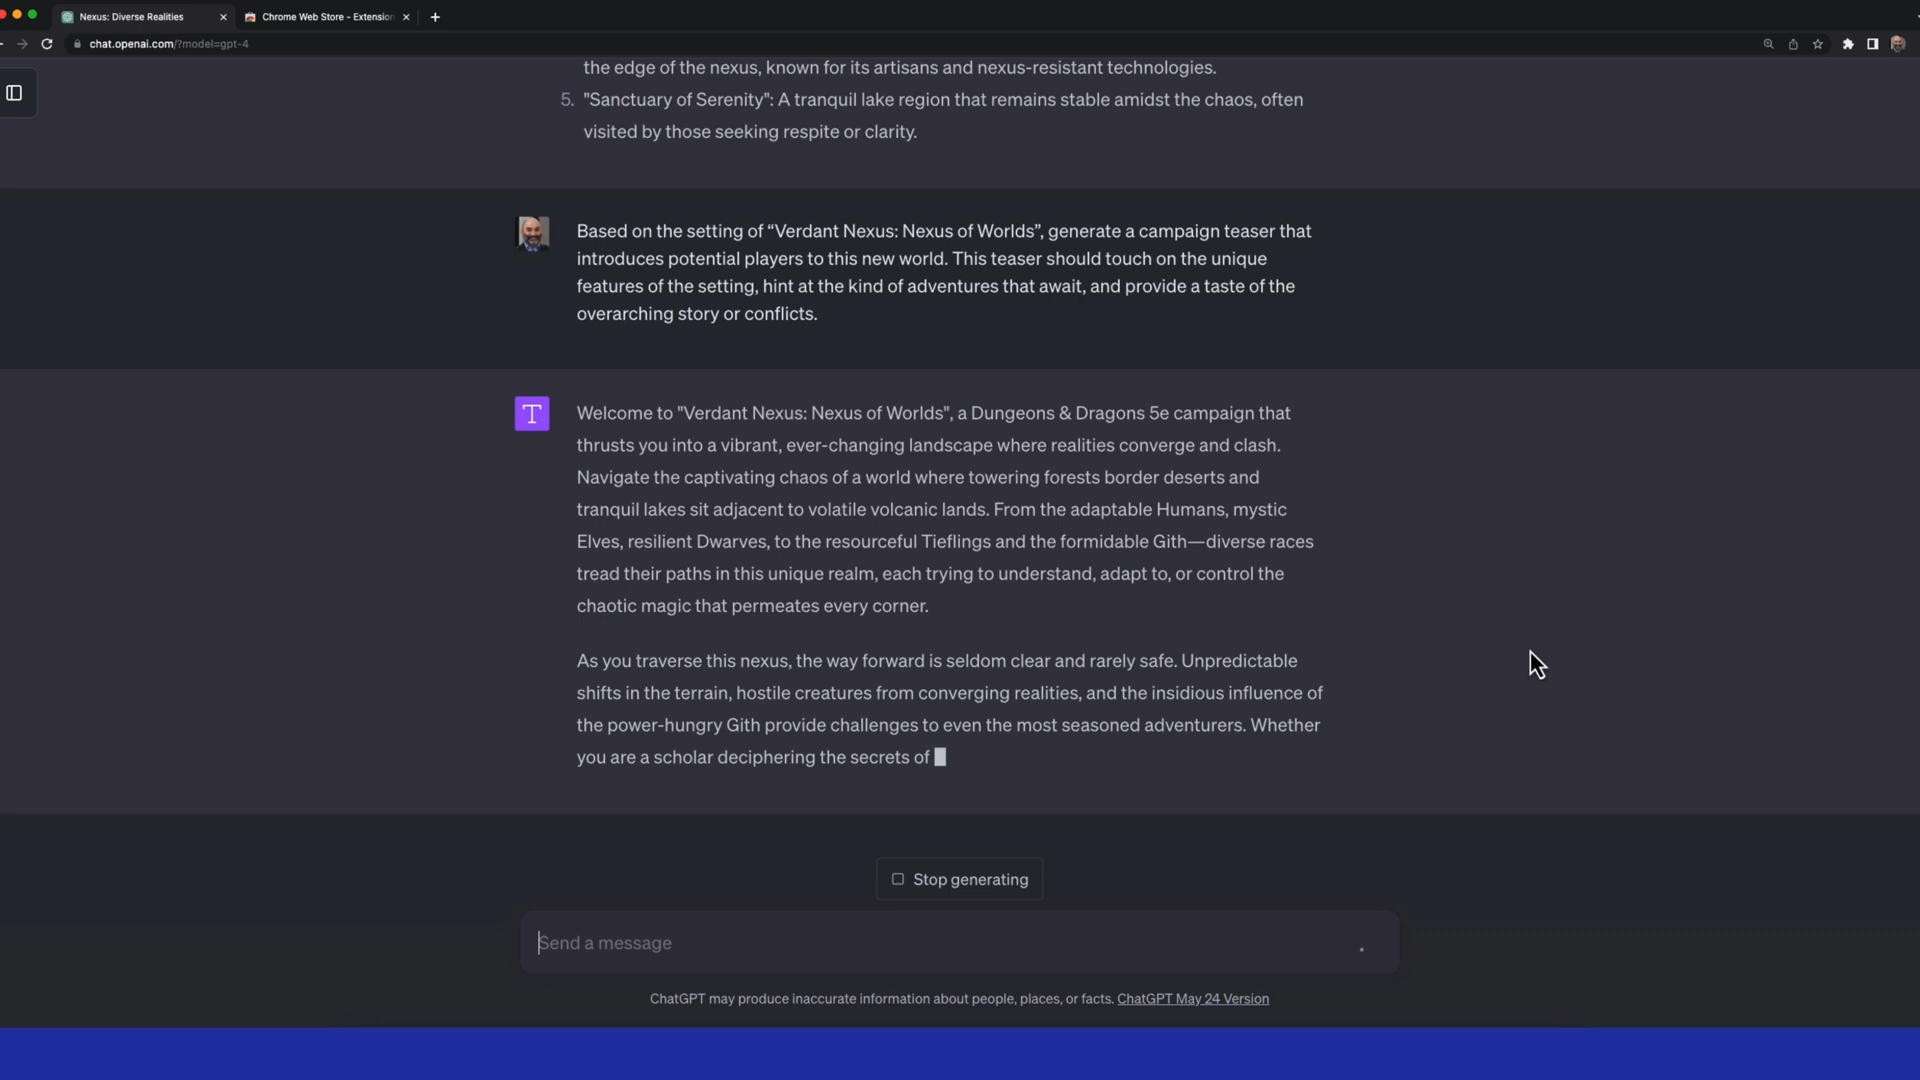 Nexus: Diverse Realities
Chrome Web Store - Extension
chat.openai.com/?model=gpt-4
the edge of the nexus, known for its artisans and nexus-resistant technologies.
5. "Sanctuary of Serenity": A tranquil lake region that remains stable amidst the chaos, often
visited by those seeking respite or clarity.
Based on the setting of “Verdant Nexus: Nexus of Worlds”, generate a campaign teaser that
introduces potential players to this new world. This teaser should touch on the unique
features of the setting, hint at the kind of adventures that await, and provide a taste of the
overarching story or conflicts.
T
Welcome to "Verdant Nexus: Nexus of Worlds", a Dungeons & Dragons 5e campaign that
thrusts you into a vibrant, ever-changing landscape where realities converge and clash.
Navigate the captivating chaos of a world where towering forests border deserts and
tranquil lakes sit adjacent to volatile volcanic lands. From the adaptable Humans, mystic
Elves, resilient Dwarves, to the resourceful Tieflings and the formidable Gith—diverse races
tread their paths in this unique realm, each trying to understand, adapt to, or control the
chaotic magic that permeates every corner.
As you traverse this nexus, the way forward is seldom clear and rarely safe. Unpredictable
shifts in the terrain, hostile creatures from converging realities, and the insidious influence of
the power-hungry Gith provide challenges to even the most seasoned adventurers. Whether
you are a scholar deciphering the secrets of
Stop generating
Send a message
ChatGPT may produce inaccurate information about people, places, or facts. ChatGPT May 24 Version